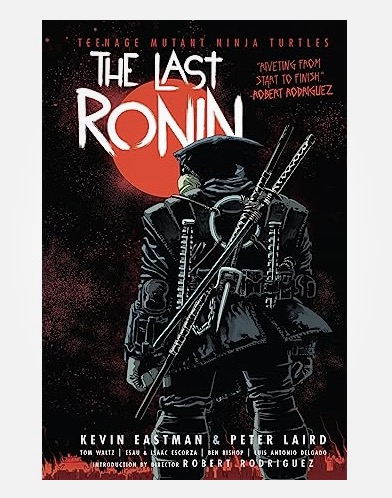 TEENAGE MUTANT NINJA TURTLES
THE LAST
RONIN
"RIVETING FROM
START TO FINISH."
-ROBERT RODRIGUEZ
KEVIN EASTMAN & PETER LAIRD
TOM WALTZ | ESAU & ISAAC ESCORZA | BEN BISHOP | LUIS ANTONIO DELGADO
INTRODUCTION BY DIRECTOR ROBERT RODRIGUEZ